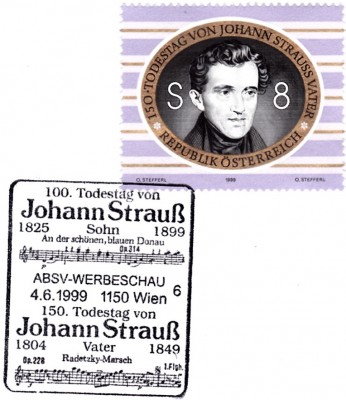 150·TODESTAG VON JOHANN STRAUSS VATER
S 8
REPUBLIK ÖSTERREICH
O. STEFFERL 1999 O. STEFFERL
100. Todestag von
Johann Strauß
1825 Sohn 1899
An der schönen, blauen Donau
Op.314
ABSV-WERBESCHAU
4.6.1999 1150 Wien 6
150. Todestag von
Johann Strauß
1804 Vater 1849
Op.228 Radetzky-Marsch